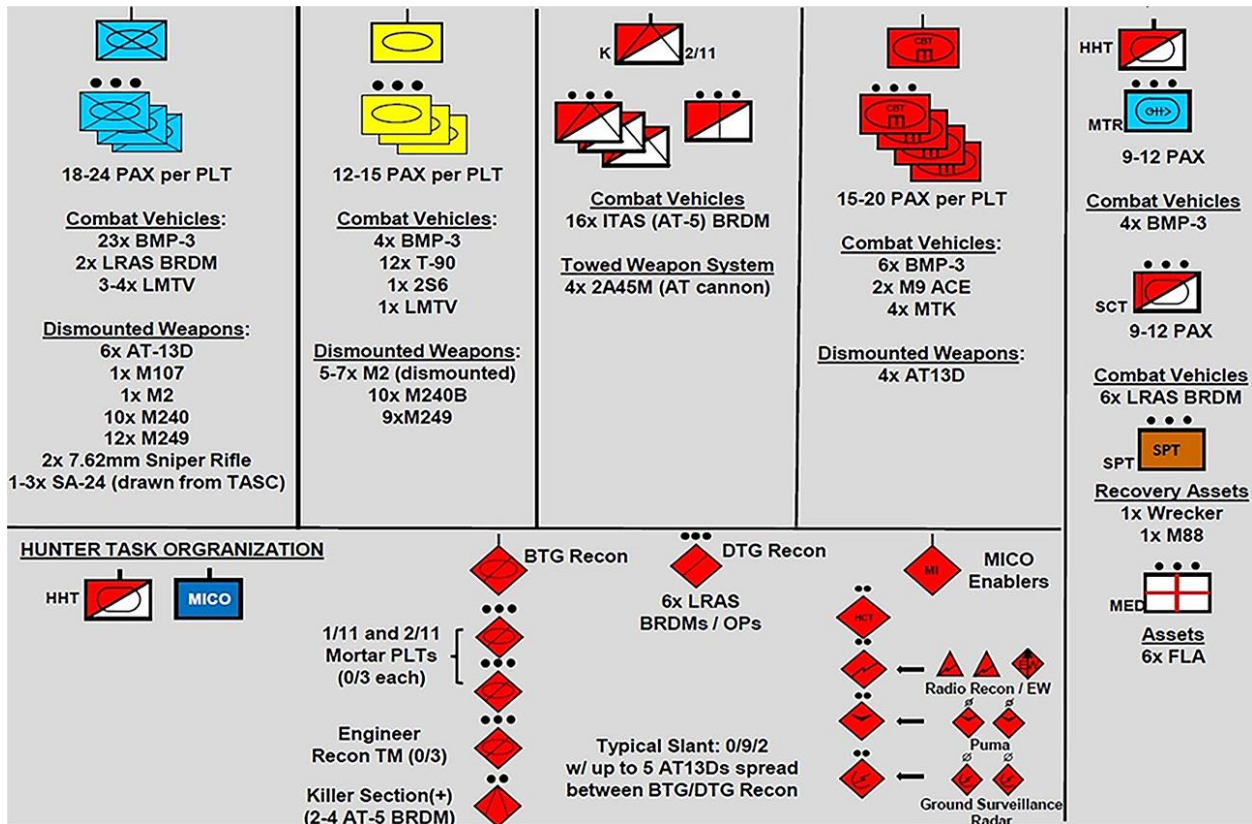 18-24 PAX per PLT
Combat Vehicles:
23x BMP-3
2x LRAS BRDM
3-4x LMTV
Dismounted Weapons:
6x AT-13D
1x M107
1x M2
10x M240
12x M249
2x 7.62mm Sniper Rifle
1-3x SA-24 (drawn from TASC)
12-15 PAX per PLT
Combat Vehicles:
4x BMP-3
12x T-90
1x 2S6
1x LMTV
Dismounted Weapons:
5-7x M2 (dismounted)
10x M240B
9xM249
K
2/11
Combat Vehicles
16x ITAS (AT-5) BRDM
Towed Weapon System
4x 2A45M (AT cannon)
CBT
CBT
15-20 PAX per PLT
Combat Vehicles:
6x BMP-3
2x M9 ACE
4x MTK
Dismounted Weapons:
4x AT13D
HHT
MTR
9-12 PAX
Combat Vehicles
4x BMP-3
SCT
9-12 PAX
Combat Vehicles
6x LRAS BRDM
SPT
SPT
Recovery Assets
1x Wrecker
1x M88
MED
Assets
6x FLA
HUNTER TASK ORGRANIZATION
HHT
MICO
BTG Recon
1/11 and 2/11
Mortar PLTs
(0/3 each)
Engineer
Recon TM (0/3)
Killer Section(+)
(2-4 AT-5 BRDM)
DTG Recon
6x LRAS
BRDMs / OPs
Typical Slant: 0/9/2
w/ up to 5 AT13Ds spread
between BTG/DTG Recon
MI
MICO
Enablers
HCT
Radio Recon / EW
Puma
Ground Surveillance
Radar